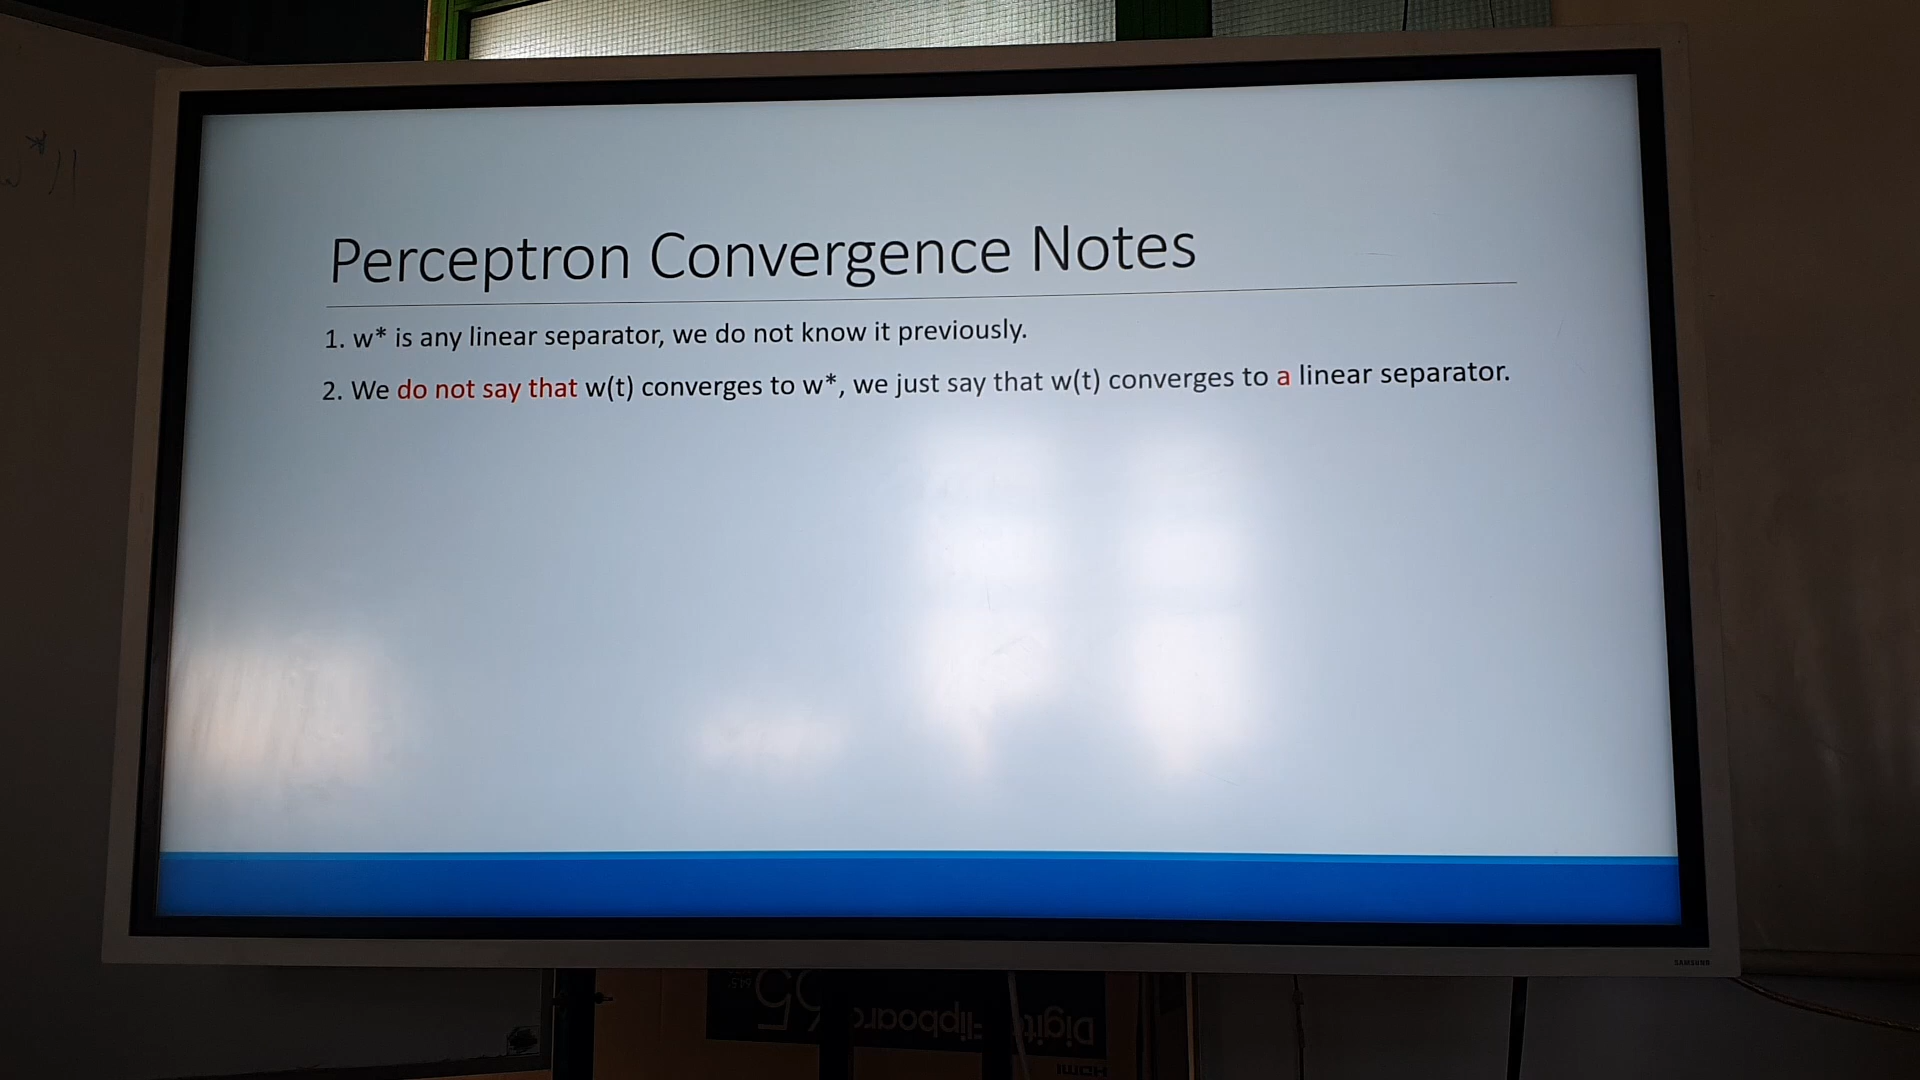 Perceptron Convergence Notes
1. w* is any linear separator, we do not know it previously.
2. We do not say that w(t) converges to w*, we just say that w(t) converges to a linear separator.
SAMSUNG